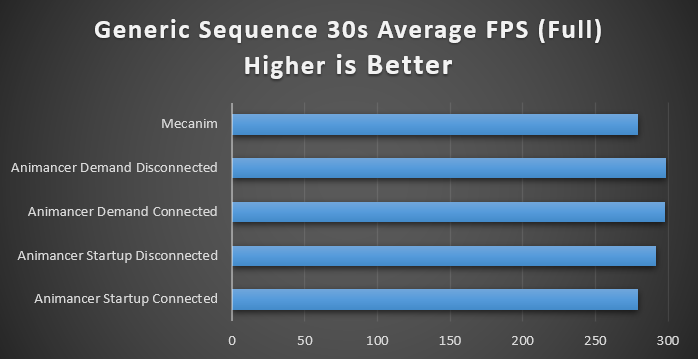 Generic Sequence 30s Average FPS (Full)
Higher is Better
Mecanim
Animancer Demand Disconnected
Animancer Demand Connected
Animancer Startup Disconnected
Animancer Startup Connected
0 50 100 150 200 250 300